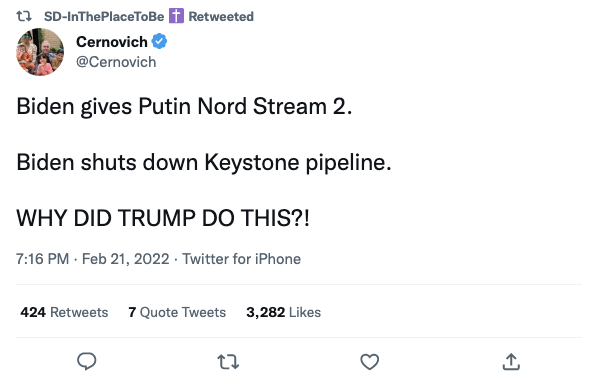 SD-InThePlaceToBe ✝️ Retweeted
Cernovich
@Cernovich
Biden gives Putin Nord Stream 2.
Biden shuts down Keystone pipeline.
WHY DID TRUMP DO THIS?!
7:16 PM · Feb 21, 2022 · Twitter for iPhone
424 Retweets 7 Quote Tweets 3,282 Likes